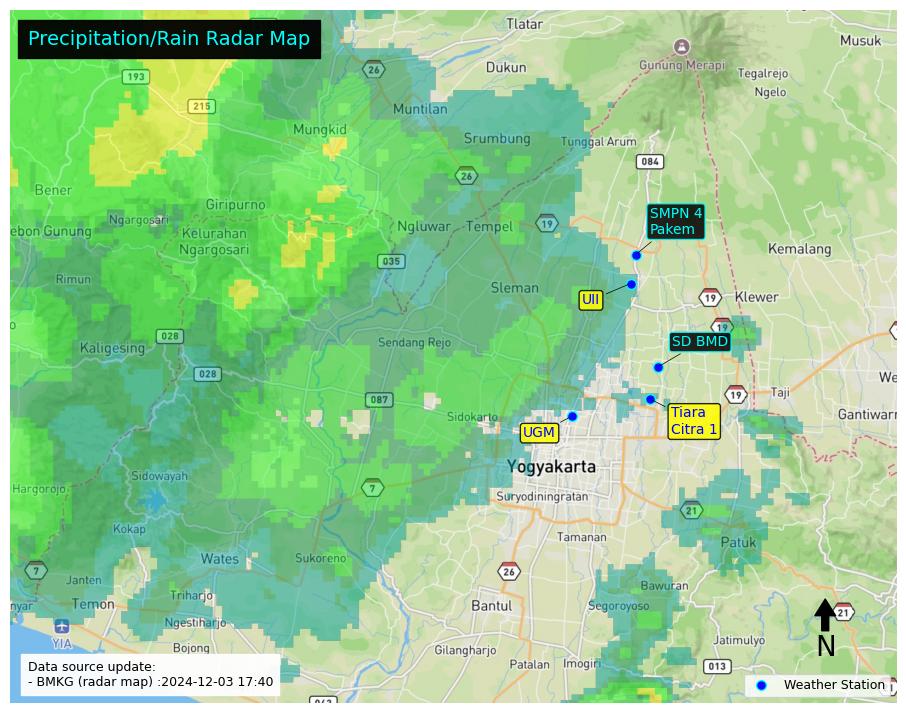 Precipitation/Rain Radar Map
Tlatar
Musuk
193
26
Dukun
Gunung Merapi
Tegalrejo
Ngelo
215
Muntilan
Mungkid
Srumbung
Tunggal Arum
084
26
Bener
Giripurno
Ngargosari
ebon Gunung
Kelurahan
Ngargosari
Ngluwar
Tempel
19
SMPN 4
Pakem
Kemalang
035
Rimun
Sleman
UII
19
Klewer
19
028
Kaligesing
Sendang Rejo
SD BMD
028
We
087
Sidokarto
19
Taji
Gantiwarn
UGM
Tiara
Citra 1
Yogyakarta
Sidowayah
Hargorojo
7
Suryodiningratan
21
Kokap
Tamanan
Patuk
Wates
Sukoreno
7
26
Janten
Bawuran
nyar
Temon
Triharjo
Bantul
Segoroyoso
21
YIA
Ngestiharjo
N
Bojong
Gilangharjo
Jatimulyo
Patalan
Imogiri
013
Data source update:
- BMKG (radar map) :2024-12-03 17:40
Weather Station